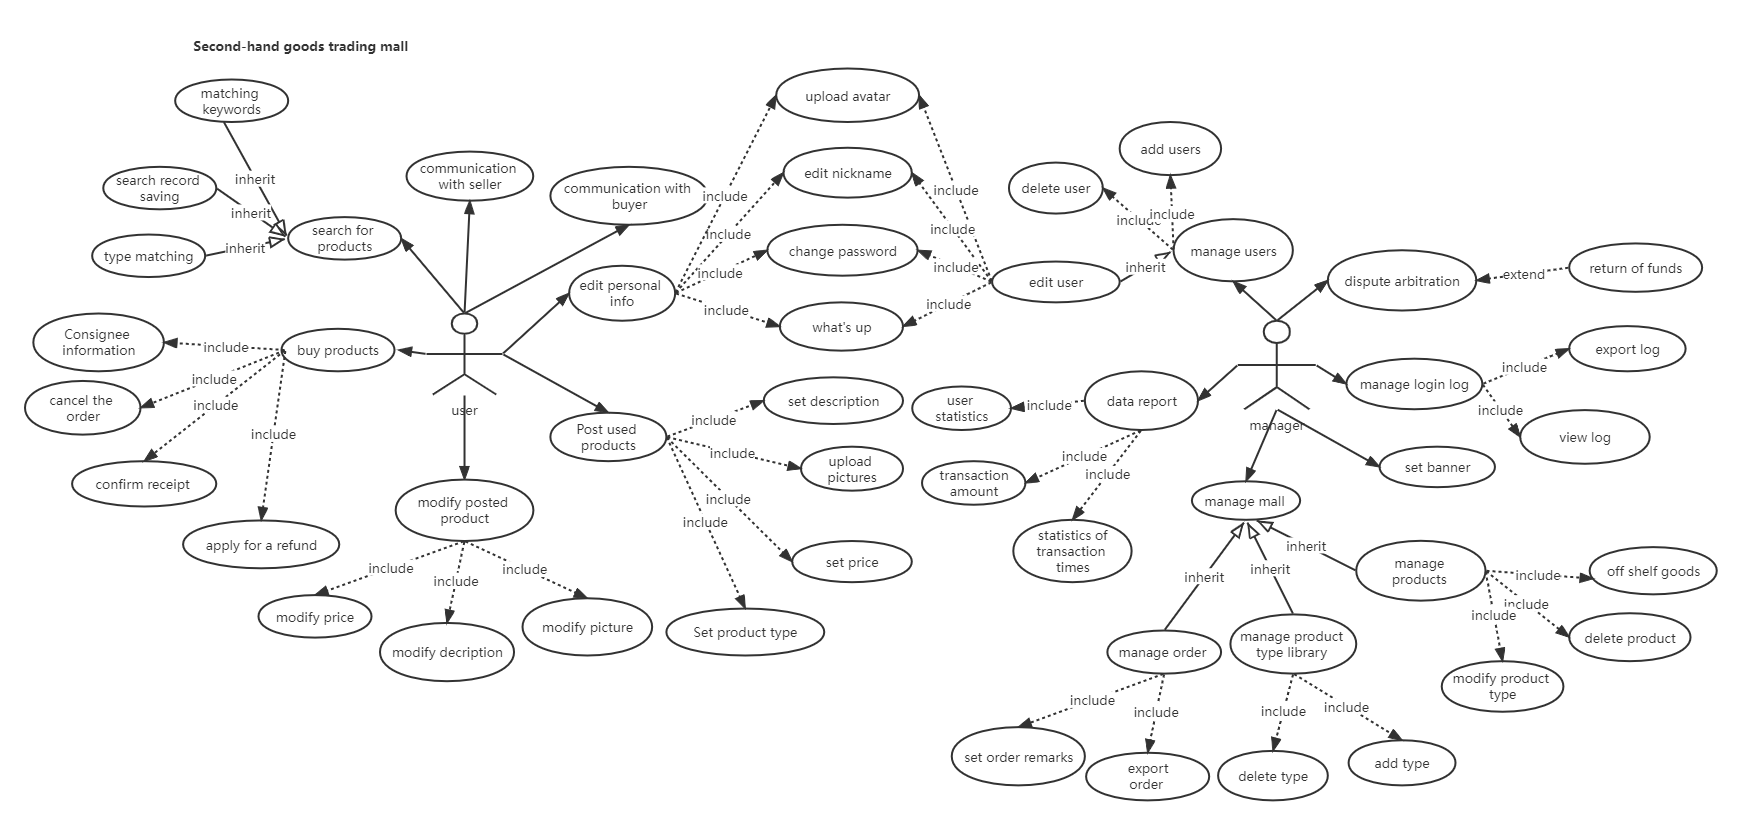 Second-hand goods trading mall
matching
keywords
search record
saving
type matching
inherit
inherit
inherit
search for
products
communication
with seller
communication with
buyer
edit personal
info
include
include
include
include
upload avatar
edit nickname
change password
what's up
include
include
include
include
edit user
inherit
delete user
add users
include
include
manage users
dispute arbitration
extend
return of funds
Consignee
information
cancel the
order
confirm receipt
apply for a refund
include
include
include
include
buy products
user
Post used
products
include
include
include
include
set description
upload
pictures
set price
Set product type
modify posted
product
include
include
include
modify price
modify decription
modify picture
manager
data report
include
include
include
user
statistics
transaction
amount
statistics of
transaction
times
manage login log
include
include
export log
view log
set banner
manage mall
inherit
inherit
inherit
manage
products
include
include
include
off shelf goods
delete product
modify product
type
manage order
include
include
set order remarks
export
order
manage product
type library
include
include
delete type
add type